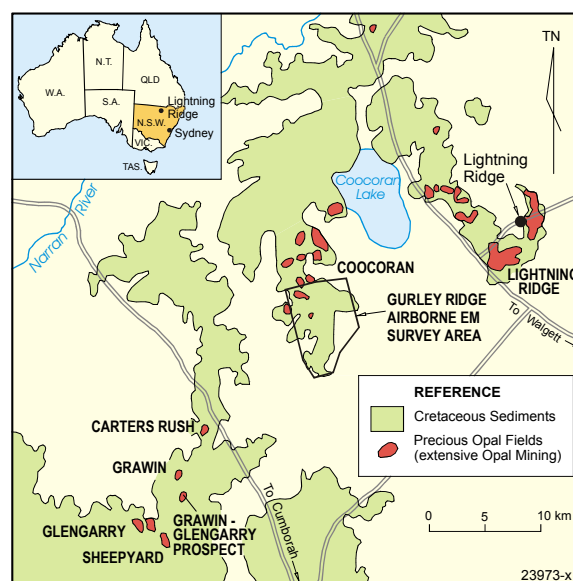 N.T.
QLD
W.A.
S.A.
N.S.W.
VIC.
TAS.
Lightning
Ridge
Sydney
TN
Narran River
Coocoran
Lake
Lightning
Ridge
COOCORAN
LIGHTNING
RIDGE
GURLEY RIDGE
AIRBORNE EM
SURVEY AREA
To Walgett
CARTERS RUSH
GRAWIN
GLENGARRY
GRAWIN -
GLENGARRY
PROSPECT
SHEEPYARD
To Cumborah
REFERENCE
Cretaceous Sediments
Precious Opal Fields
(extensive Opal Mining)
0 5 10 km
23973-x